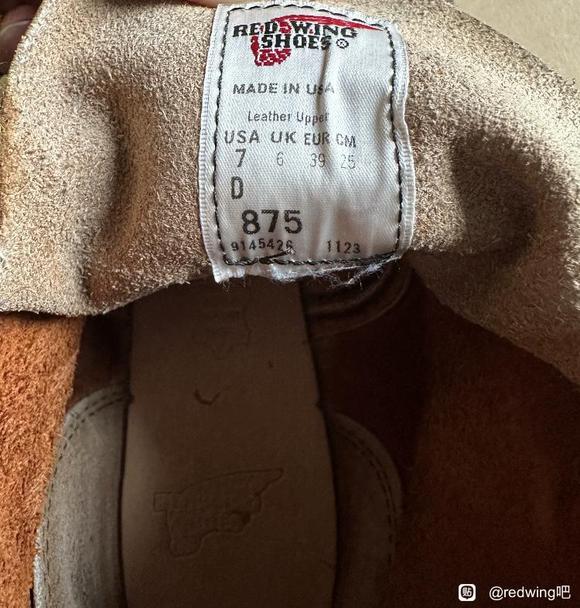 RED WING
SHOES®
MADE IN USA
Leather Upper
USA UK EUR CM
7 6 39 25
D
875
9145426 1123
贴 @redwing吧